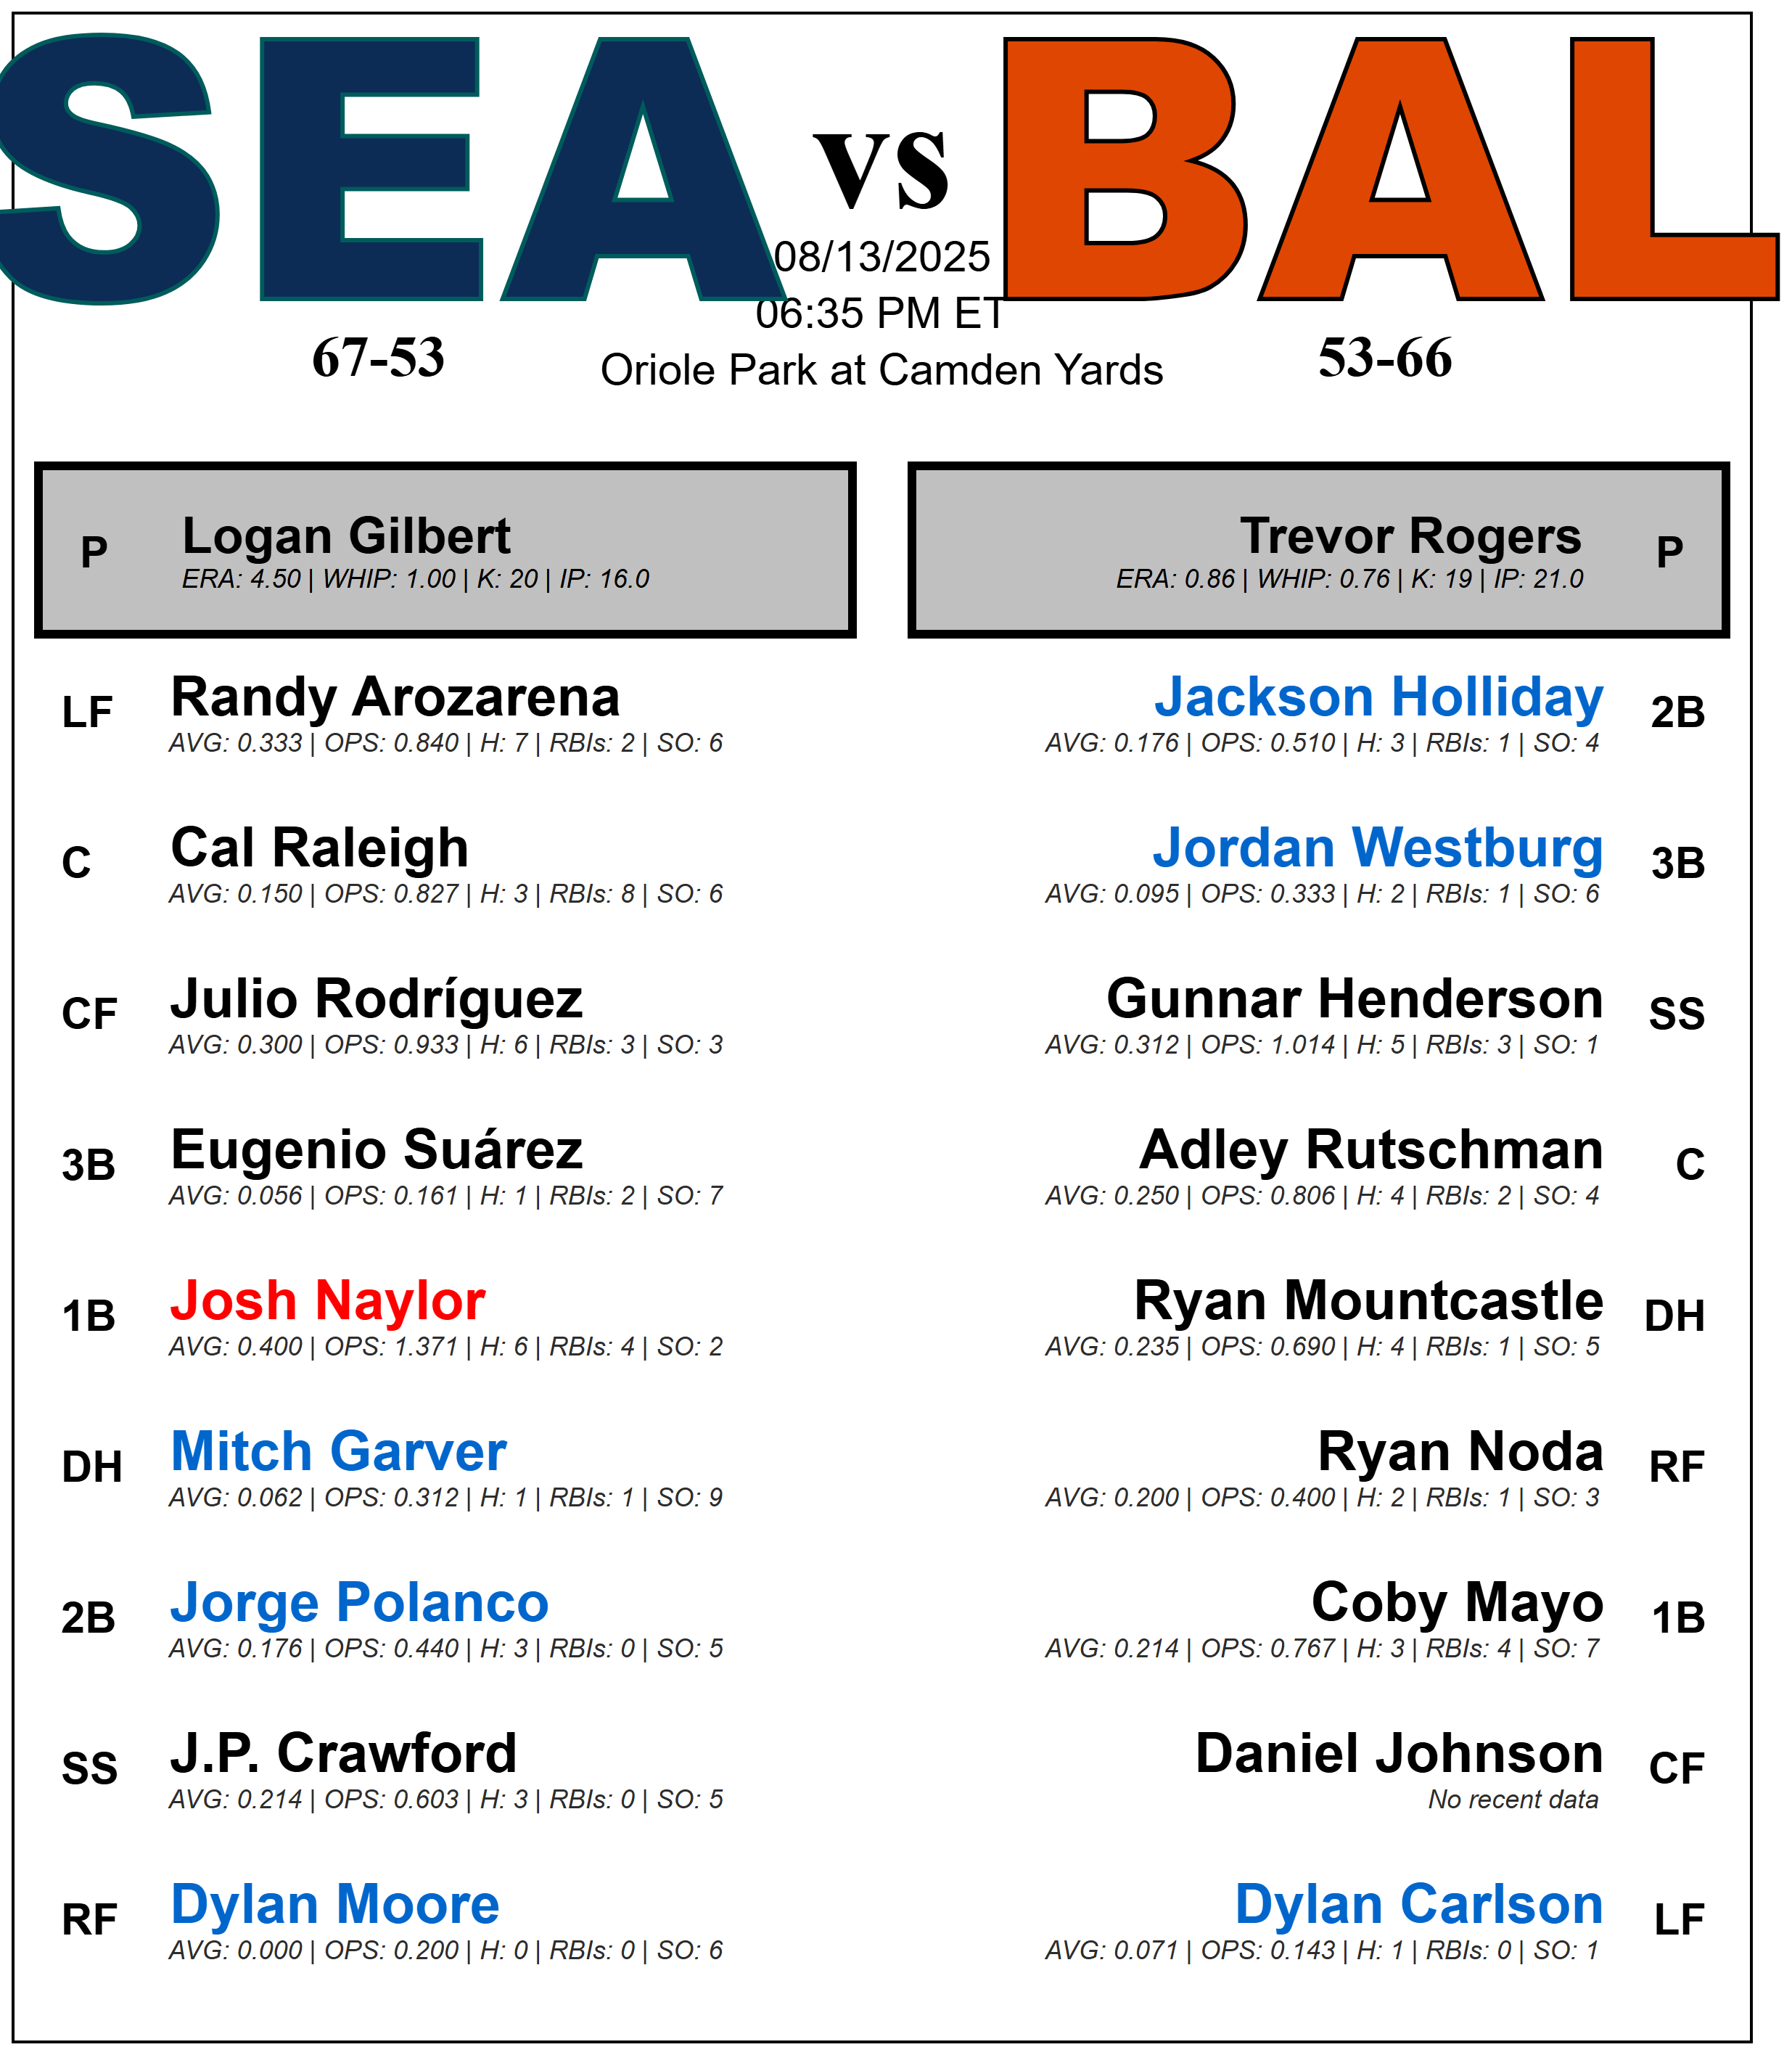 SEA vs BAL
08/13/2025
06:35 PM ET
67-53 Oriole Park at Camden Yards 53-66
P Logan Gilbert
ERA: 4.50 | WHIP: 1.00 | K: 20 | IP: 16.0
Trevor Rogers P
ERA: 0.86 | WHIP: 0.76 | K: 19 | IP: 21.0
LF Randy Arozarena
AVG: 0.333 | OPS: 0.840 | H: 7 | RBIs: 2 | SO: 6
C Cal Raleigh
AVG: 0.150 | OPS: 0.827 | H: 3 | RBIs: 8 | SO: 6
CF Julio Rodríguez
AVG: 0.300 | OPS: 0.933 | H: 6 | RBIs: 3 | SO: 3
3B Eugenio Suárez
AVG: 0.056 | OPS: 0.161 | H: 1 | RBIs: 2 | SO: 7
1B Josh Naylor
AVG: 0.400 | OPS: 1.371 | H: 6 | RBIs: 4 | SO: 2
DH Mitch Garver
AVG: 0.062 | OPS: 0.312 | H: 1 | RBIs: 1 | SO: 9
2B Jorge Polanco
AVG: 0.176 | OPS: 0.440 | H: 3 | RBIs: 0 | SO: 5
SS J.P. Crawford
AVG: 0.214 | OPS: 0.603 | H: 3 | RBIs: 0 | SO: 5
RF Dylan Moore
AVG: 0.000 | OPS: 0.200 | H: 0 | RBIs: 0 | SO: 6
Jackson Holliday 2B
AVG: 0.176 | OPS: 0.510 | H: 3 | RBIs: 1 | SO: 4
Jordan Westburg 3B
AVG: 0.095 | OPS: 0.333 | H: 2 | RBIs: 1 | SO: 6
Gunnar Henderson SS
AVG: 0.312 | OPS: 1.014 | H: 5 | RBIs: 3 | SO: 1
Adley Rutschman C
AVG: 0.250 | OPS: 0.806 | H: 4 | RBIs: 2 | SO: 4
Ryan Mountcastle DH
AVG: 0.235 | OPS: 0.690 | H: 4 | RBIs: 1 | SO: 5
Ryan Noda RF
AVG: 0.200 | OPS: 0.400 | H: 2 | RBIs: 1 | SO: 3
Coby Mayo 1B
AVG: 0.214 | OPS: 0.767 | H: 3 | RBIs: 4 | SO: 7
Daniel Johnson CF
No recent data
Dylan Carlson LF
AVG: 0.071 | OPS: 0.143 | H: 1 | RBIs: 0 | SO: 1